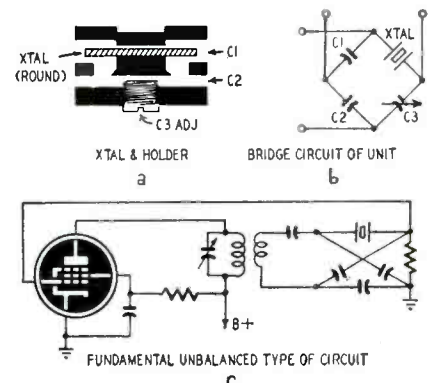 XTAL
(ROUND)
C1
C2
C3 ADJ
XTAL & HOLDER
a
C1
XTAL
C2
C3
BRIDGE CIRCUIT OF UNIT
b
B+
FUNDAMENTAL UNBALANCED TYPE OF CIRCUIT
c